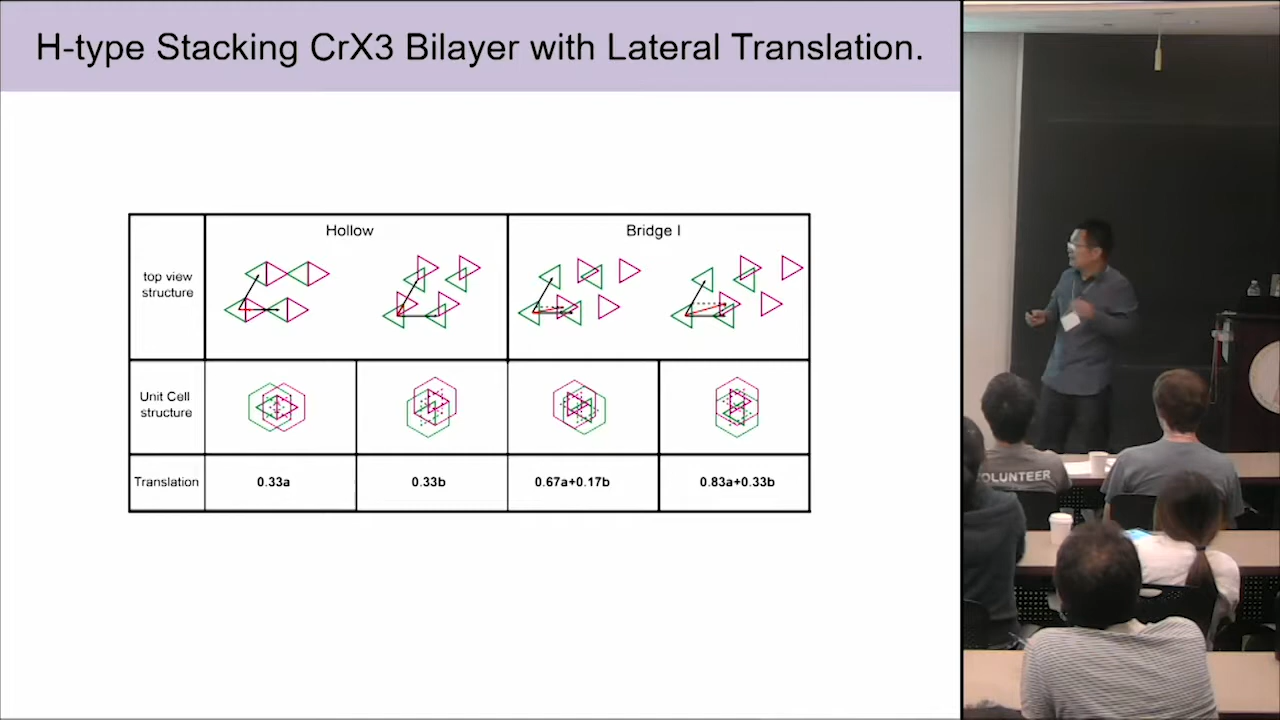 H-type Stacking CrX3 Bilayer with Lateral Translation.
Hollow
Bridge I
top view
structure
Unit Cell
structure
Translation
0.33a
0.33b
0.67a+0.17b
0.83a+0.33b
VOLUNTEER